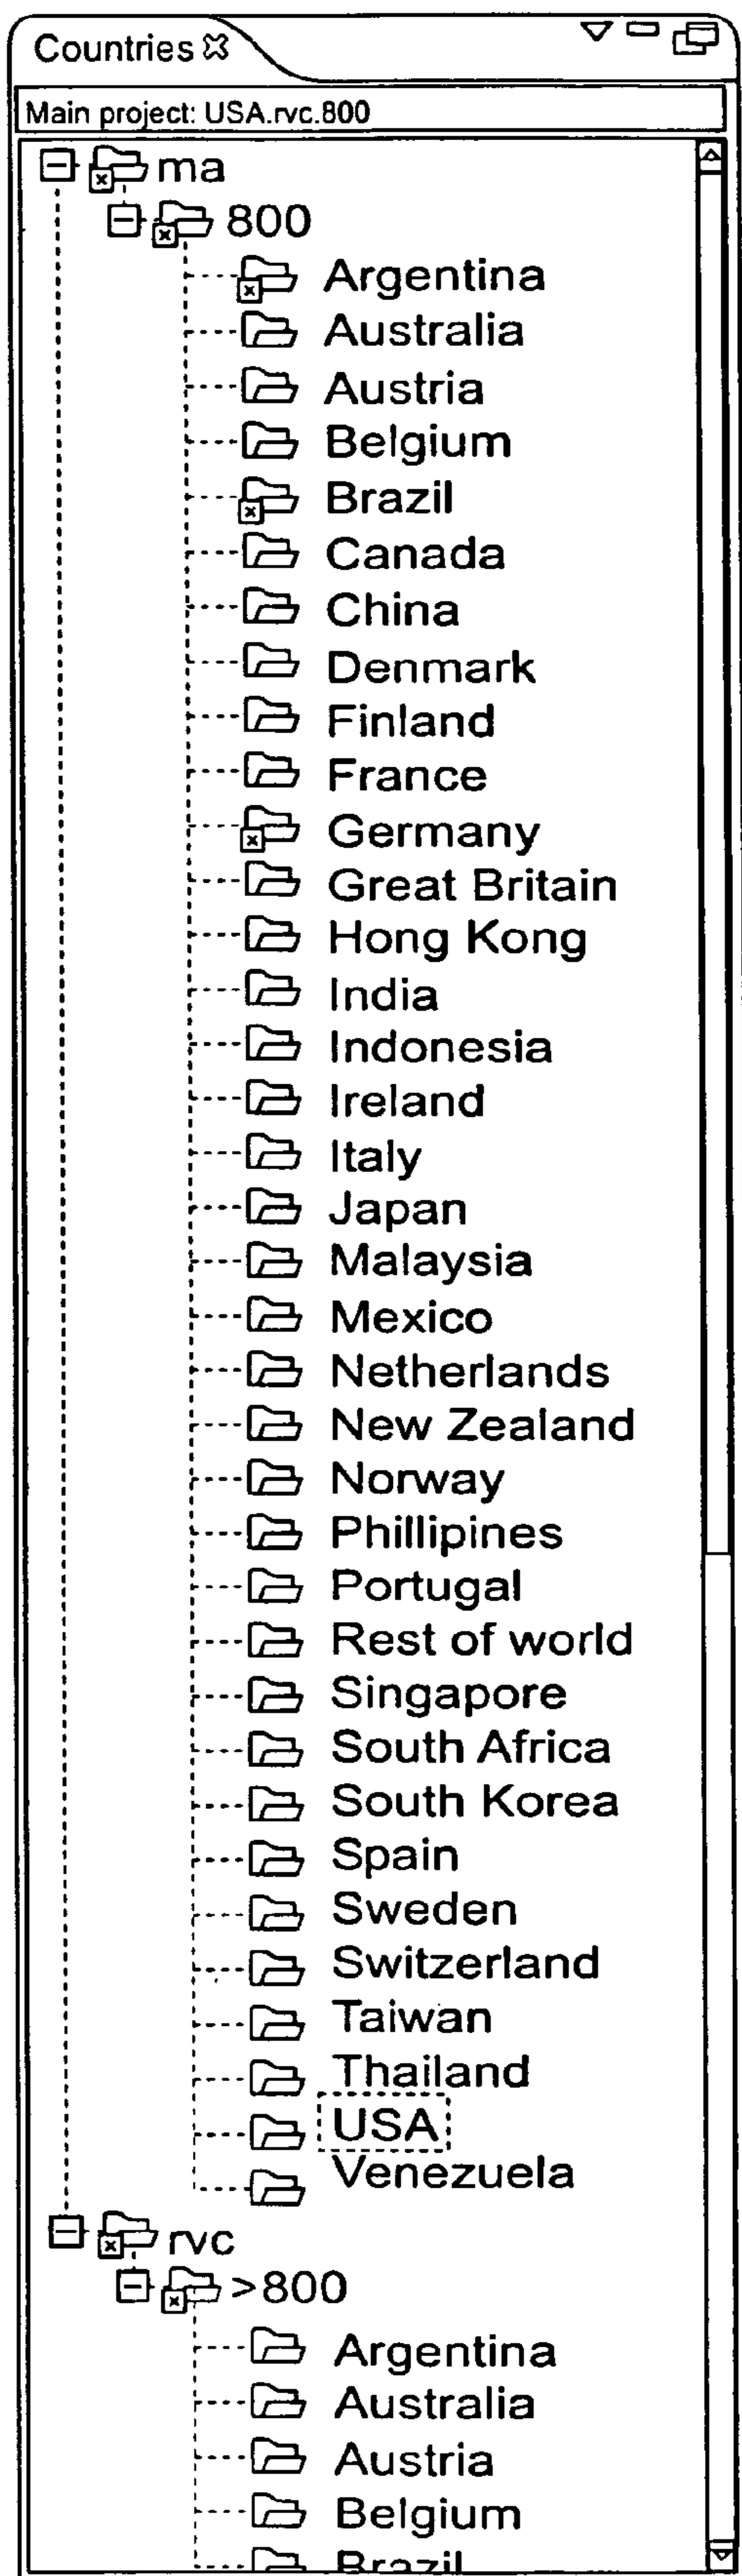 Countries
Main project: USA.rvc.800
ma
800
Argentina
Australia
Austria
Belgium
Brazil
Canada
China
Denmark
Finland
France
Germany
Great Britain
Hong Kong
India
Indonesia
Ireland
Italy
Japan
Malaysia
Mexico
Netherlands
New Zealand
Norway
Phillipines
Portugal
Rest of world
Singapore
South Africa
South Korea
Spain
Sweden
Switzerland
Taiwan
Thailand
USA
Venezuela
rvc
>800
Argentina
Australia
Austria
Belgium
Brazil